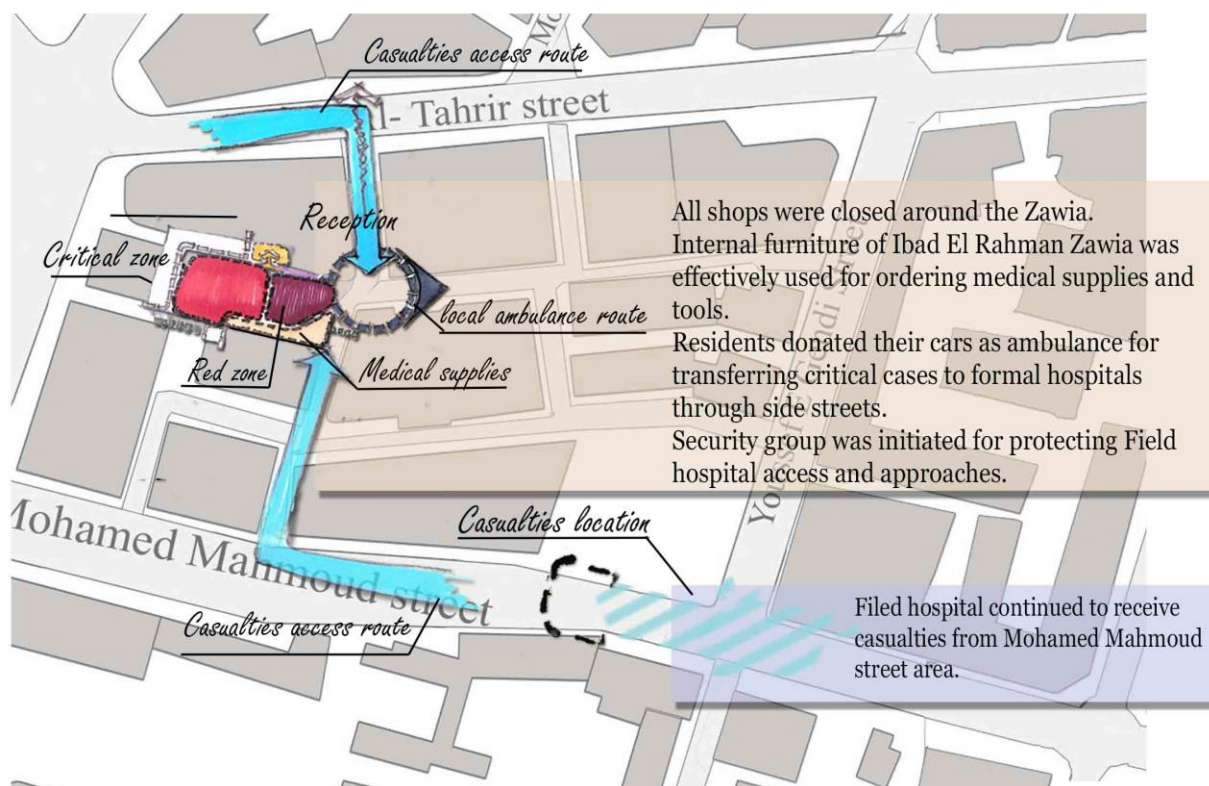 Casualties access route
l- Tahrir street
Reception
Critical zone
local ambulance route
Red zone
Medical supplies
All shops were closed around the Zawia.
Internal furniture of Ibad El Rahman Zawia was
effectively used for ordering medical supplies and
tools.
Residents donated their cars as ambulance for
transferring critical cases to formal hospitals
through side streets.
Security group was initiated for protecting Field
hospital access and approaches.
Mohamed Mahmoud street
Casualties location
Casualties access route
Filed hospital continued to receive
casualties from Mohamed Mahmoud
street area.